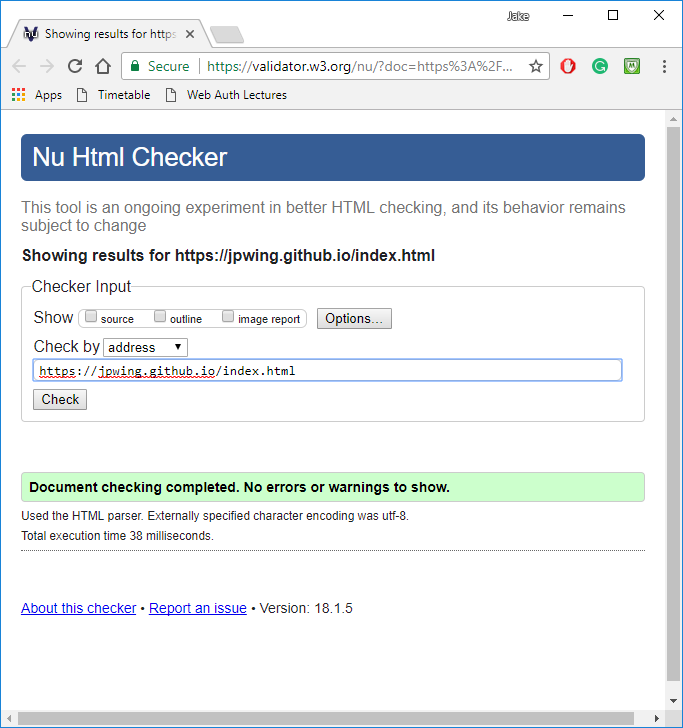 Jake
nu Showing results for https
Secure https://validator.w3.org/nu/?doc=https%3A%2F...
Apps Timetable Web Auth Lectures
Nu Html Checker
This tool is an ongoing experiment in better HTML checking, and its behavior remains
subject to change
Showing results for https://jpwing.github.io/index.html
Checker Input
Show source outline image report Options...
Check by address
https://jpwing.github.io/index.html
Check
Document checking completed. No errors or warnings to show.
Used the HTML parser. Externally specified character encoding was utf-8.
Total execution time 38 milliseconds.
About this checker • Report an issue • Version: 18.1.5